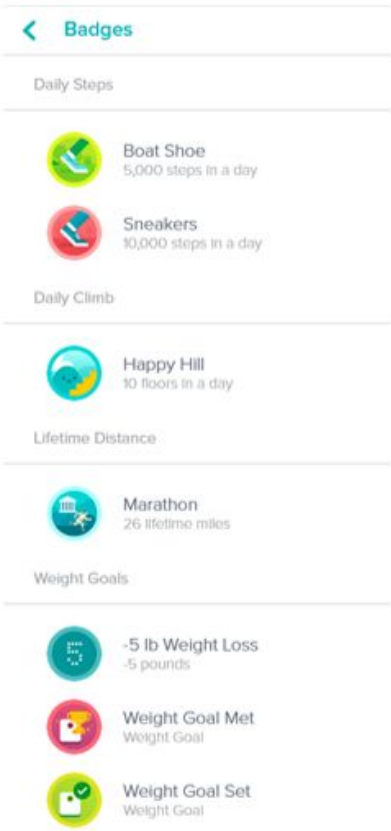 Badges
Daily Steps
Boat Shoe
5,000 steps in a day
Sneakers
10,000 steps in a day
Daily Climb
Happy Hill
10 floors in a day
Lifetime Distance
Marathon
26 lifetime miles
Weight Goals
5
-5 lb Weight Loss
-5 pounds
Weight Goal Met
Weight Goal
Weight Goal Set
Weight Goal